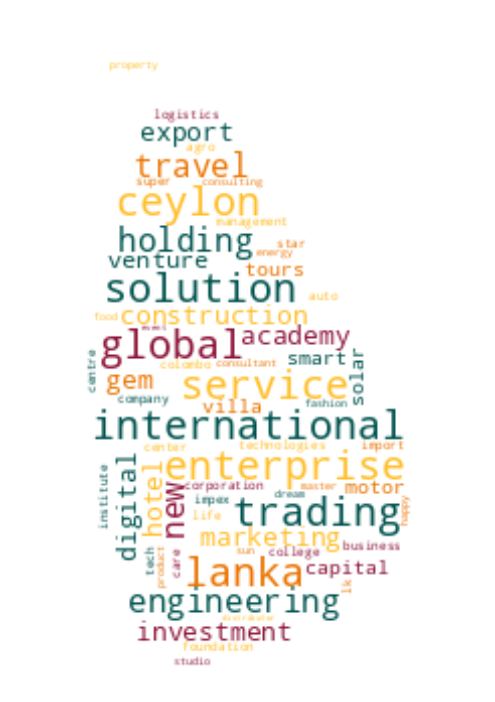 property
logistics
export
agro
travel
super consulting
ceylon
management
holding star
venture energy
tours
solution auto
food construction
event
global academy
centre smart solar
colombo consultant
gem service
company villa fashion
international
center technologies import
enterprise
institute digital hotel new corporation master motor
impex dream
life trading happy
marketing
tech product care sun college business
lanka capital
lk
engineering
distributor
investment
foundation
studio